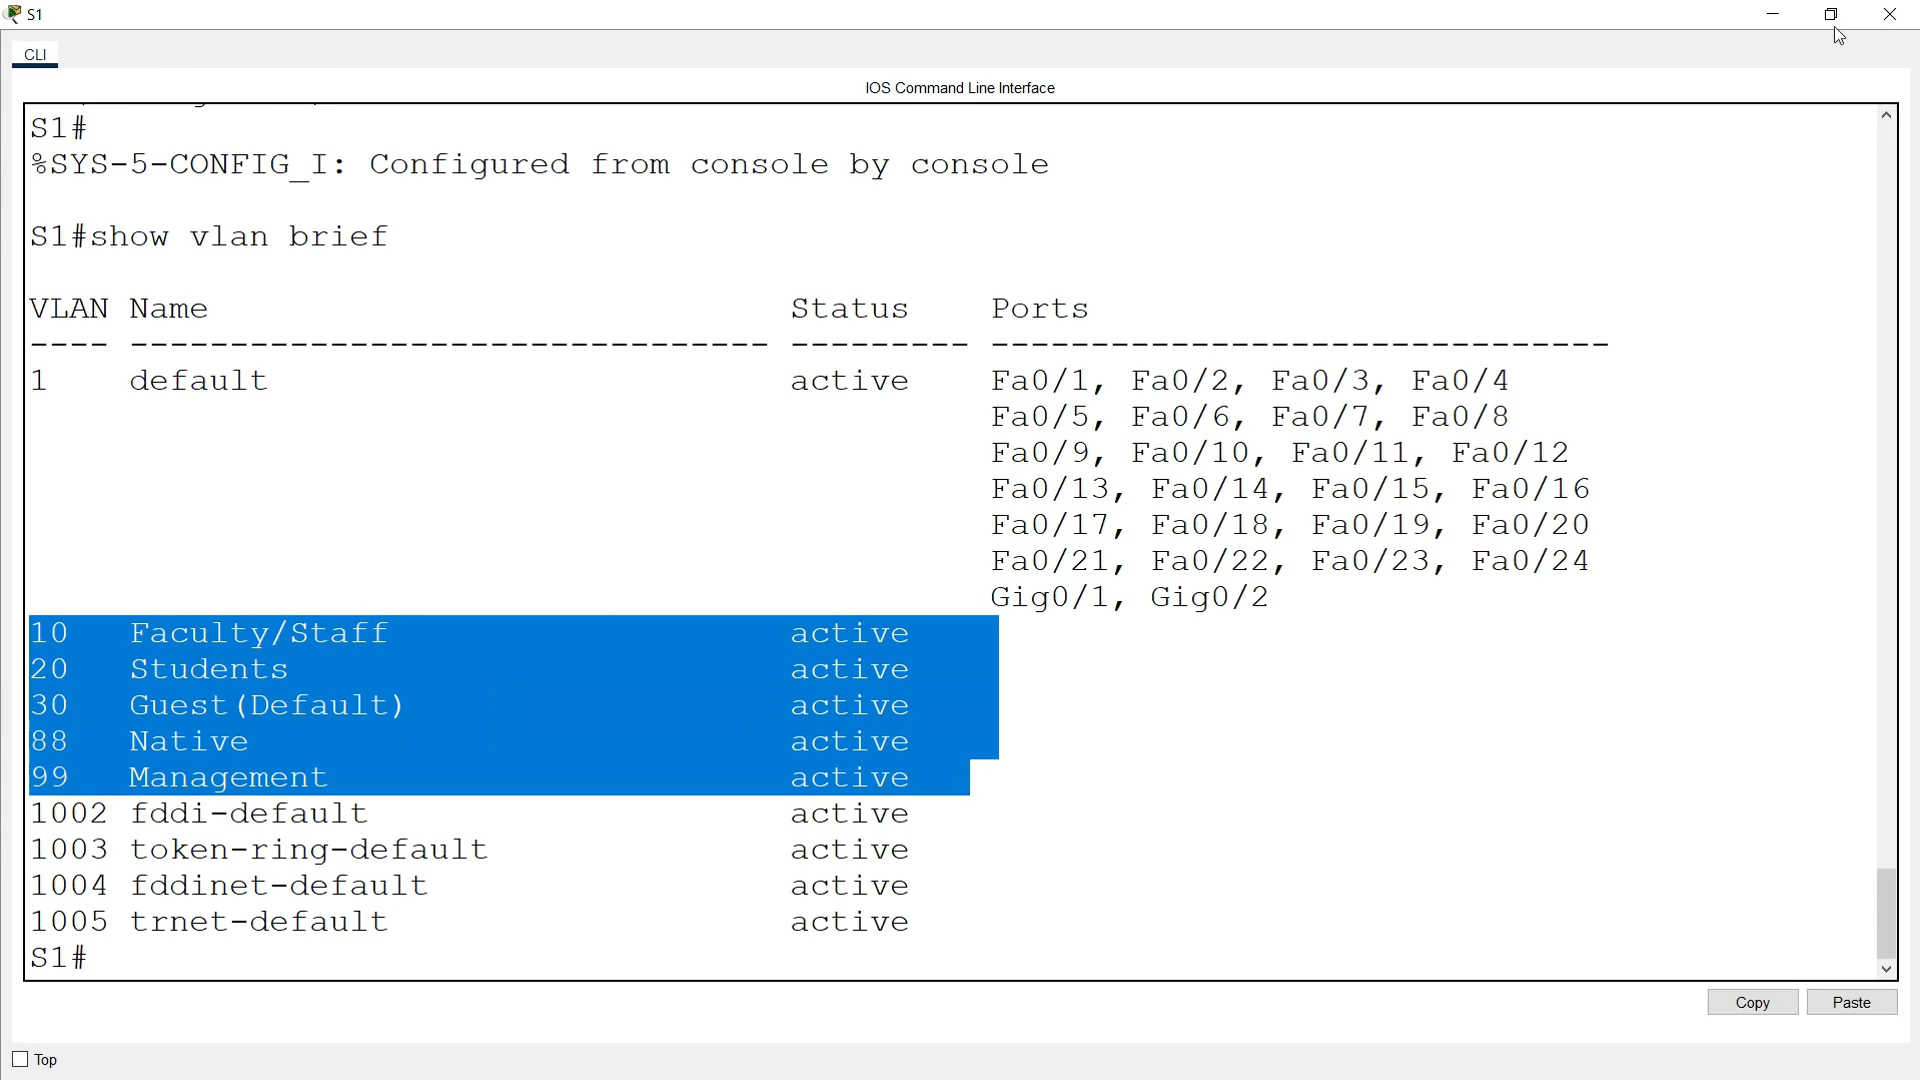 S1
CLI
IOS Command Line Interface
S1#
%SYS-5-CONFIG_I: Configured from console by console
S1#show vlan brief
VLAN Name                             Status    Ports
---- -------------------------------- --------- -------------------------------
1    default                          active    Fa0/1, Fa0/2, Fa0/3, Fa0/4
                                                Fa0/5, Fa0/6, Fa0/7, Fa0/8
                                                Fa0/9, Fa0/10, Fa0/11, Fa0/12
                                                Fa0/13, Fa0/14, Fa0/15, Fa0/16
                                                Fa0/17, Fa0/18, Fa0/19, Fa0/20
                                                Fa0/21, Fa0/22, Fa0/23, Fa0/24
                                                Gig0/1, Gig0/2
10   Faculty/Staff                    active
20   Students                         active
30   Guest(Default)                   active
88   Native                           active
99   Management                       active
1002 fddi-default                     active
1003 token-ring-default               active
1004 fddinet-default                  active
1005 trnet-default                    active
S1#
Copy Paste
Top